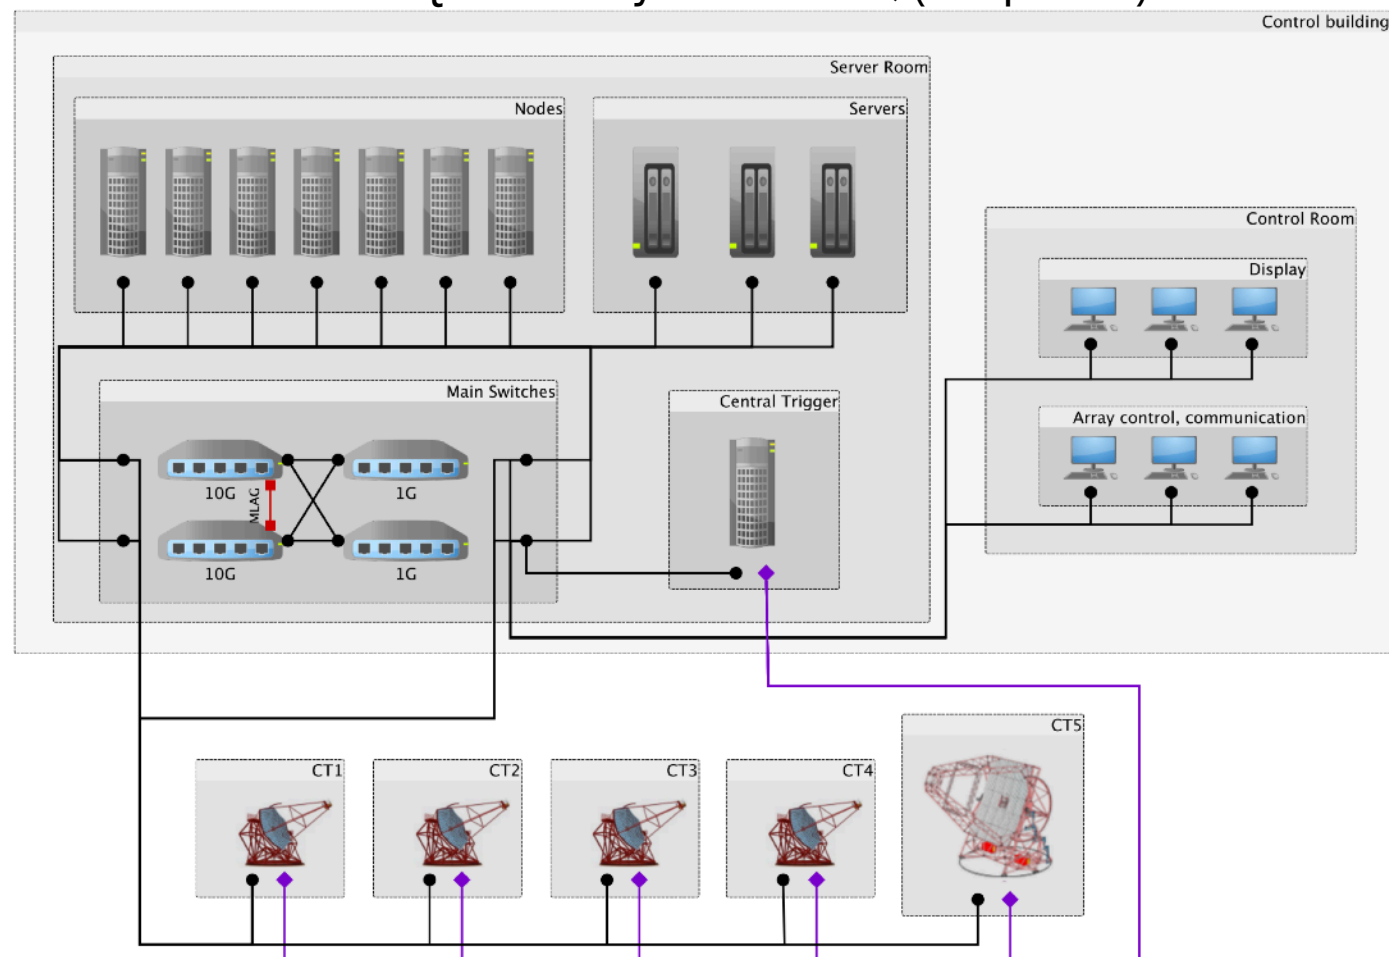 Control building
Server Room
Nodes
Servers
Control Room
Display
Main Switches
Central Trigger
Array control, communication
10G
1G
MLAG
10G
1G
CT5
CT1
CT2
CT3
CT4